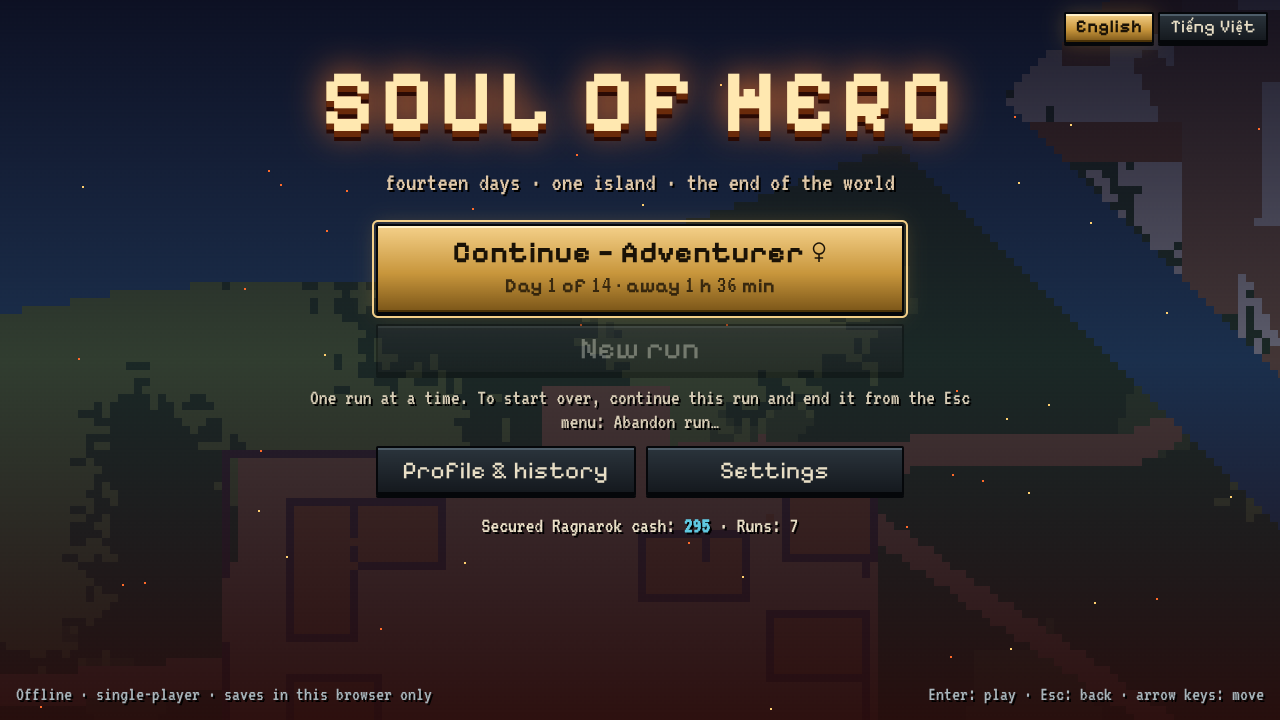 English
Tiếng Việt
SOUL OF HERO
fourteen days · one island · the end of the world
Continue – Adventurer ♀
Day 1 of 14 · away 1 h 36 min
New run
One run at a time. To start over, continue this run and end it from the Esc
menu: Abandon run…
Profile & history
Settings
Secured Ragnarok cash: 295 · Runs: 7
Offline · single-player · saves in this browser only
Enter: play · Esc: back · arrow keys: move